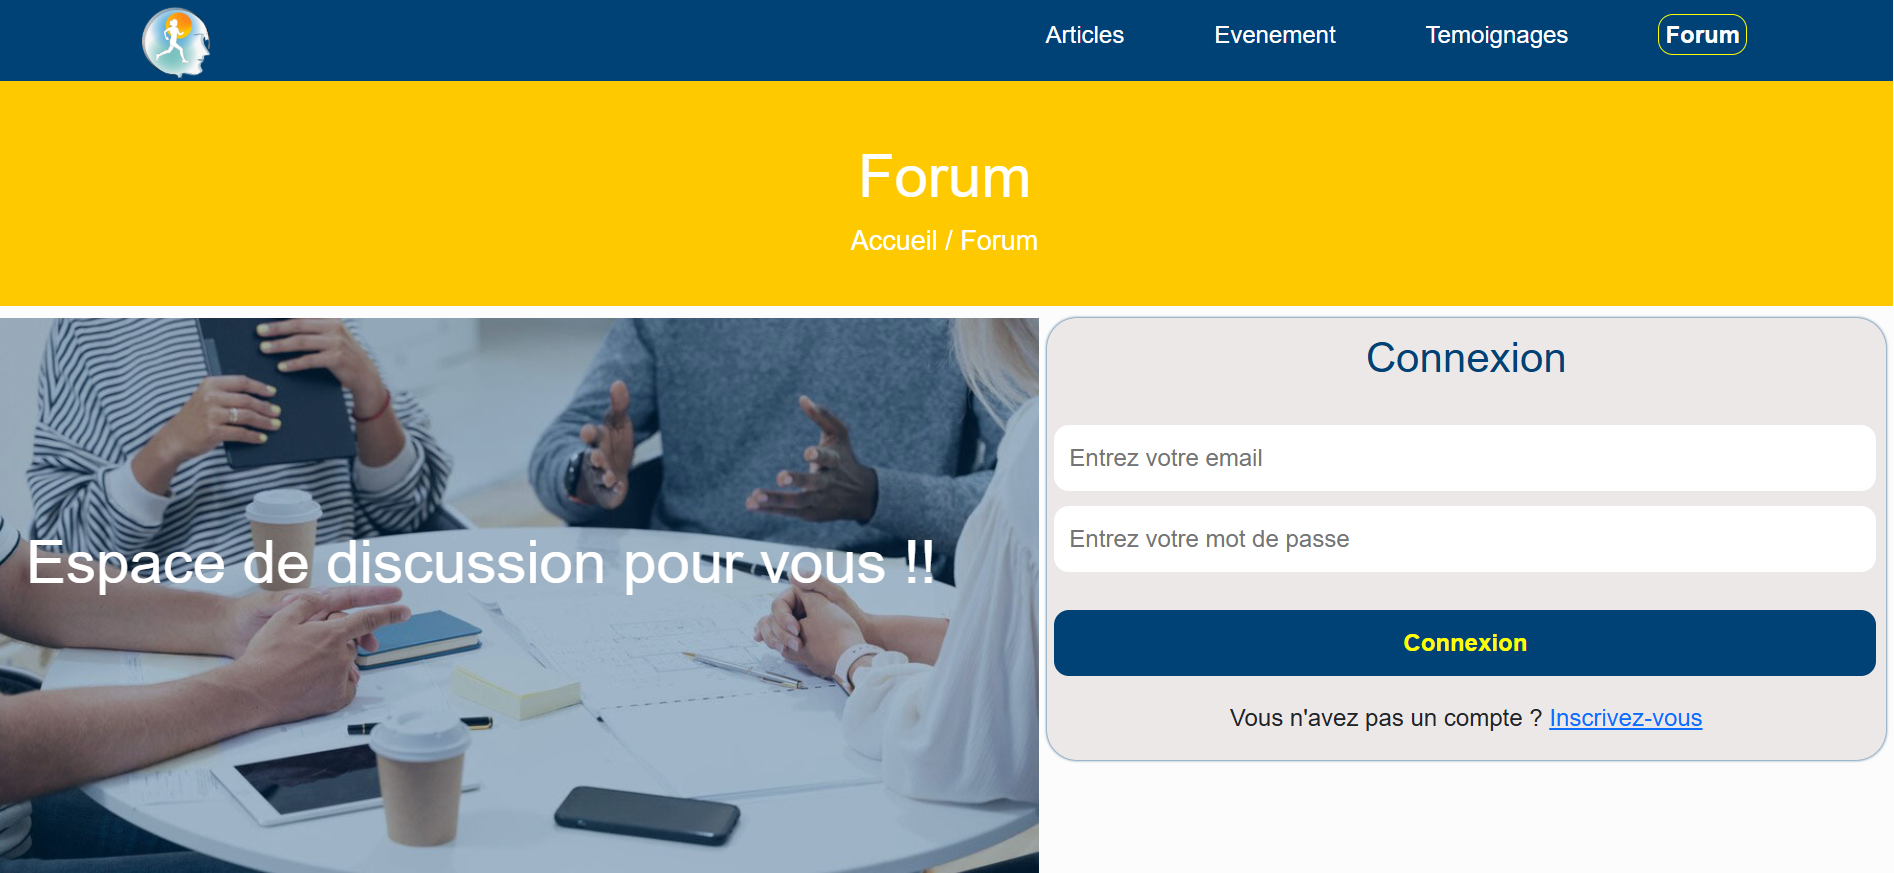 Articles
Evenement
Temoignages
Forum
Forum
Accueil / Forum
Espace de discussion pour vous !!
Connexion
Entrez votre email
Entrez votre mot de passe
Connexion
Vous n'avez pas un compte ? Inscrivez-vous